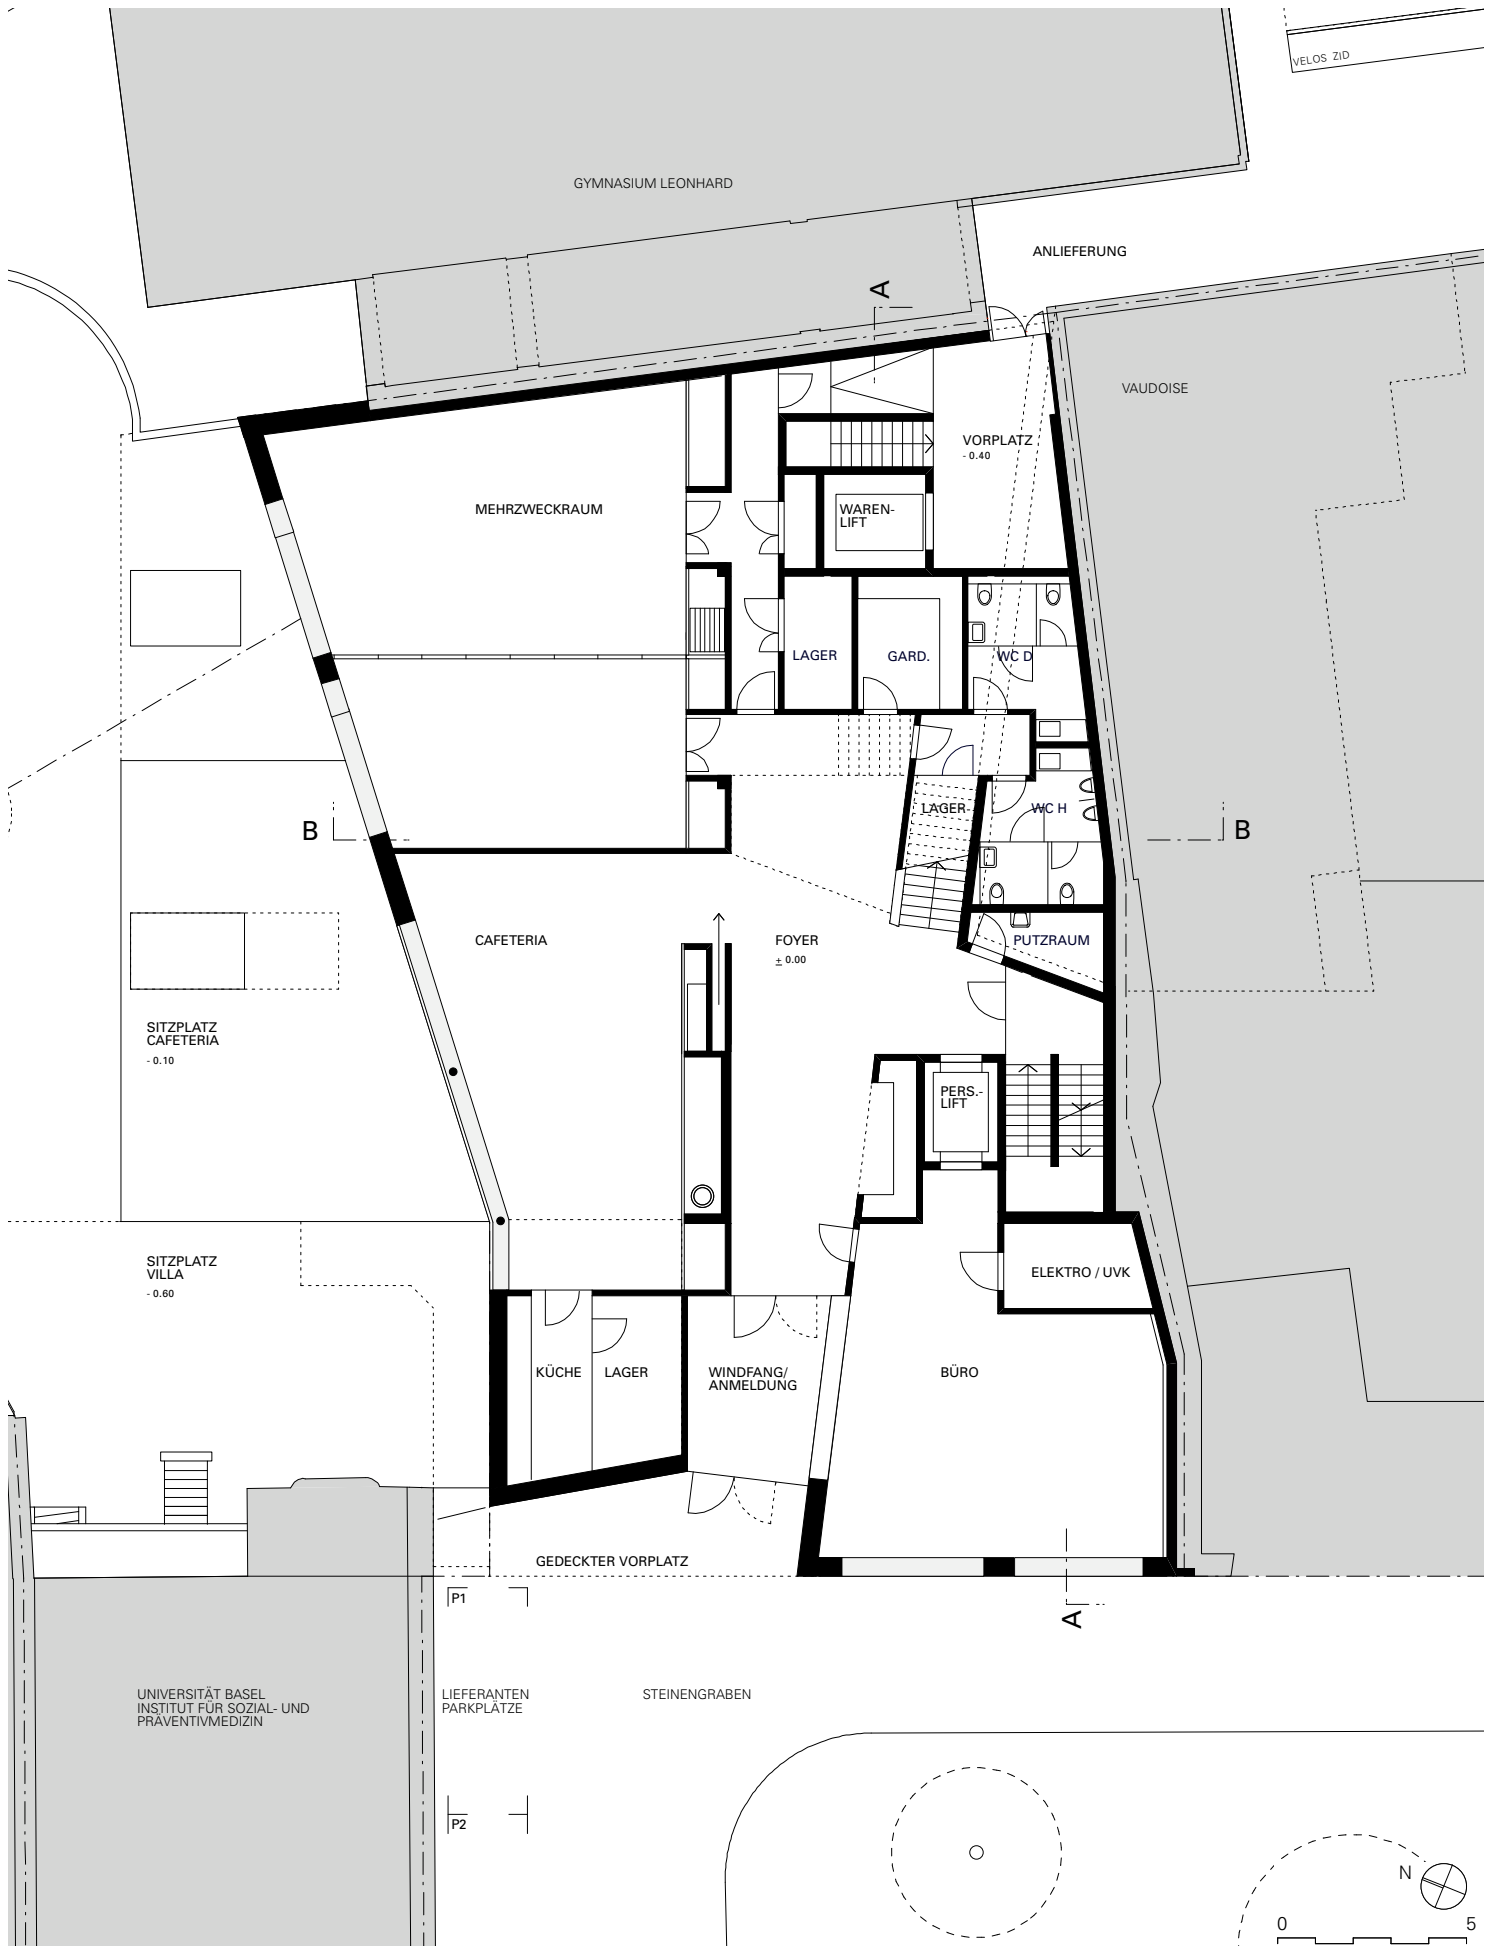 VELOS ZID
GYMNASIUM LEONHARD
ANLIEFERUNG
A
VAUDOISE
VORPLATZ
- 0.40
MEHRZWECKRAUM
WAREN-
LIFT
LAGER
GARD.
WC D
LAGER
WC H
B
B
CAFETERIA
FOYER
± 0.00
PUTZRAUM
SITZPLATZ
CAFETERIA
- 0.10
PERS.-
LIFT
SITZPLATZ
VILLA
- 0.60
ELEKTRO / UVK
KÜCHE
LAGER
WINDFANG/
ANMELDUNG
BÜRO
GEDECKTER VORPLATZ
P1
A
UNIVERSITÄT BASEL
INSTITUT FÜR SOZIAL- UND
PRÄVENTIVMEDIZIN
LIEFERANTEN
PARKPLÄTZE
STEINENGRABEN
P2
N
0
5